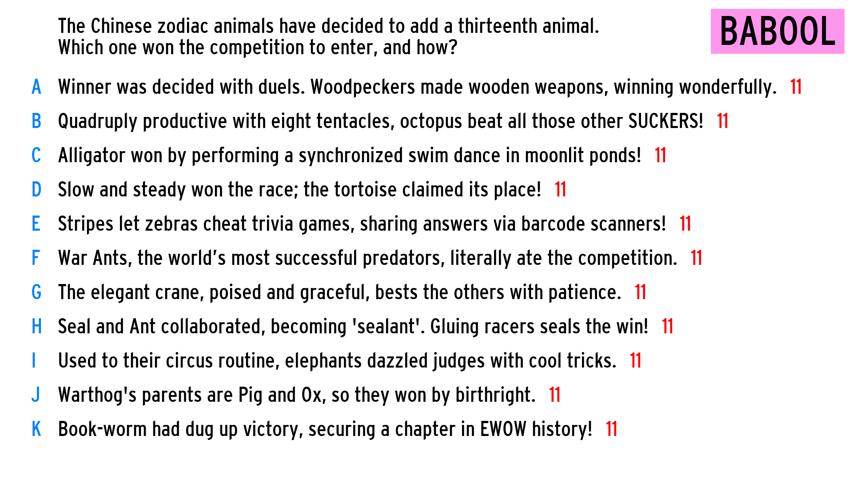 The Chinese zodiac animals have decided to add a thirteenth animal.
Which one won the competition to enter, and how?
BABOOL
A Winner was decided with duels. Woodpeckers made wooden weapons, winning wonderfully. 11
B Quadruply productive with eight tentacles, octopus beat all those other SUCKERS! 11
C Alligator won by performing a synchronized swim dance in moonlit ponds! 11
D Slow and steady won the race; the tortoise claimed its place! 11
E Stripes let zebras cheat trivia games, sharing answers via barcode scanners! 11
F War Ants, the world's most successful predators, literally ate the competition. 11
G The elegant crane, poised and graceful, bests the others with patience. 11
H Seal and Ant collaborated, becoming 'sealant'. Gluing racers seals the win! 11
I Used to their circus routine, elephants dazzled judges with cool tricks. 11
J Warthog's parents are Pig and Ox, so they won by birthright. 11
K Book-worm had dug up victory, securing a chapter in EWOW history! 11